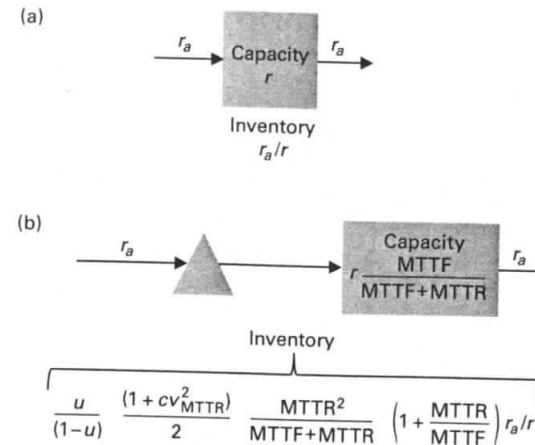 (a)
r_a
Capacity
r
r_a
Inventory
r_a/r
(b)
r_a
Capacity
r MTTF / MTTF+MTTR
r_a
Inventory
u/(1−u) (1+cv²_MTTR)/2 MTTR²/MTTF+MTTR (1+MTTR/MTTF) r_a/r